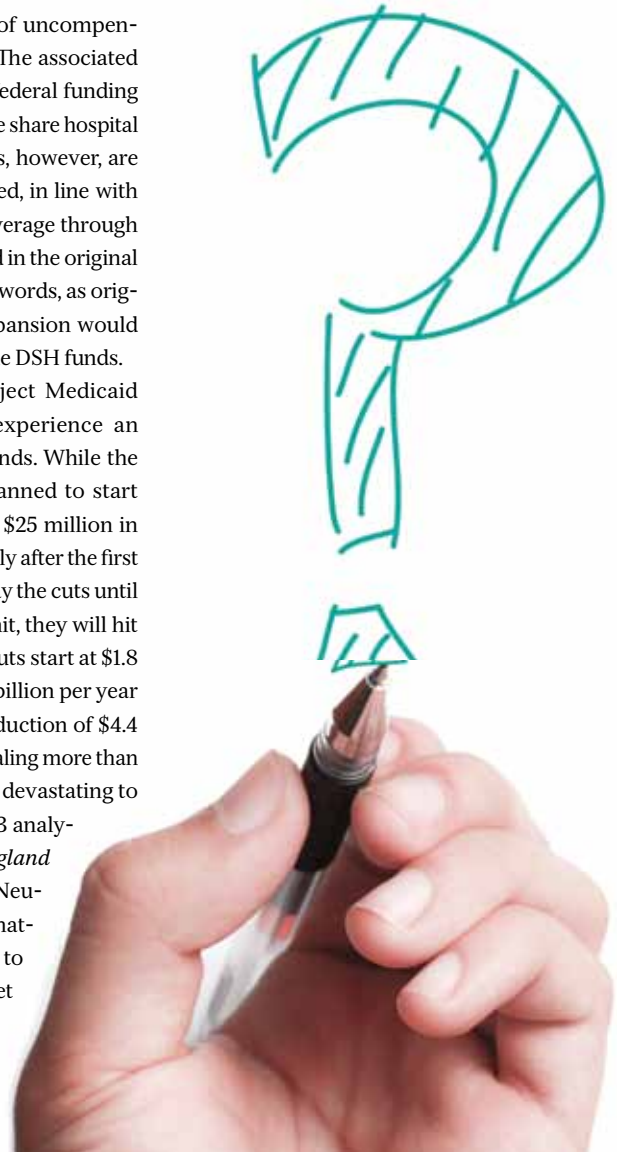 of uncompen-
The associated
ederal funding
e share hospital
s, however, are
ed, in line with
verage through
d in the original
words, as orig-
pansion would
e DSH funds.
ject Medicaid
experience an
nds. While the
anned to start
$25 million in
ly after the first
y the cuts until
it, they will hit
uts start at $1.8
billion per year
duction of $4.4
aling more than
devastating to
3 analy-
gland
Neu-
hat-
to
et
?